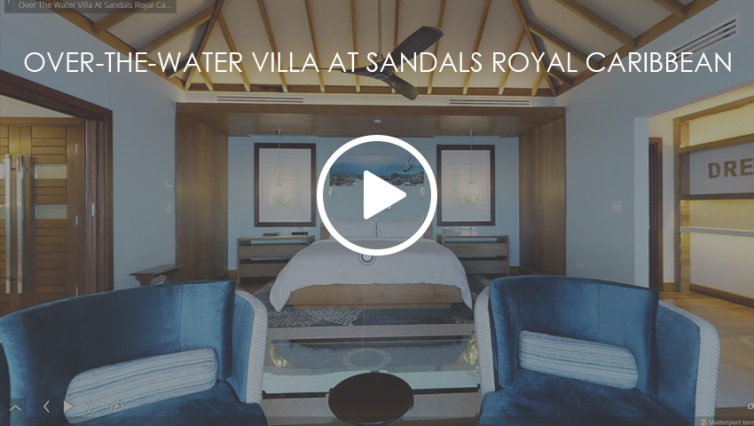 Over The Water Villa At Sandals Royal Ca...
OVER-THE-WATER VILLA AT SANDALS ROYAL CARIBBEAN
DRE